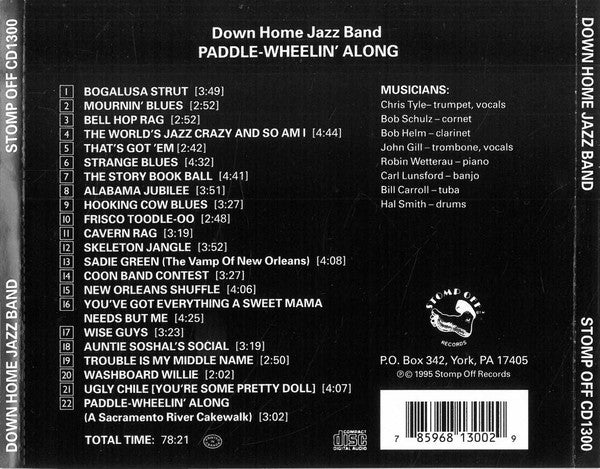 STOMP OFF CD1300
DOWN HOME JAZZ BAND
Down Home Jazz Band
PADDLE-WHEELIN' ALONG
1 BOGALUSA STRUT [3:49]
2 MOURNIN' BLUES [2:52]
3 BELL HOP RAG [2:52]
4 THE WORLD'S JAZZ CRAZY AND SO AM I [4:44]
5 THAT'S GOT 'EM [2:42]
6 STRANGE BLUES [4:32]
7 THE STORY BOOK BALL [4:41]
8 ALABAMA JUBILEE [3:51]
9 HOOKING COW BLUES [3:27]
10 FRISCO TOODLE-OO [2:48]
11 CAVERN RAG [3:19]
12 SKELETON JANGLE [3:52]
13 SADIE GREEN (The Vamp Of New Orleans) [4:08]
14 COON BAND CONTEST [3:27]
15 NEW ORLEANS SHUFFLE [4:06]
16 YOU'VE GOT EVERYTHING A SWEET MAMA
NEEDS BUT ME [4:25]
17 WISE GUYS [3:23]
18 AUNTIE SOSHAL'S SOCIAL [3:19]
19 TROUBLE IS MY MIDDLE NAME [2:50]
20 WASHBOARD WILLIE [2:02]
21 UGLY CHILE [YOU'RE SOME PRETTY DOLL] [4:07]
22 PADDLE-WHEELIN' ALONG
(A Sacramento River Cakewalk) [3:02]
TOTAL TIME: 78:21
MUSICIANS:
Chris Tyle– trumpet, vocals
Bob Schulz – cornet
Bob Helm – clarinet
John Gill – trombone, vocals
Robin Wetterau – piano
Carl Lunsford – banjo
Bill Carroll – tuba
Hal Smith – drums
STOMP OFF
RECORDS
P.O. Box 342, York, PA 17405
℗ © 1995 Stomp Off Records
COMPACT
disc
DIGITAL AUDIO
7 85968 13002 9
DOWN HOME JAZZ BAND
STOMP OFF CD1300